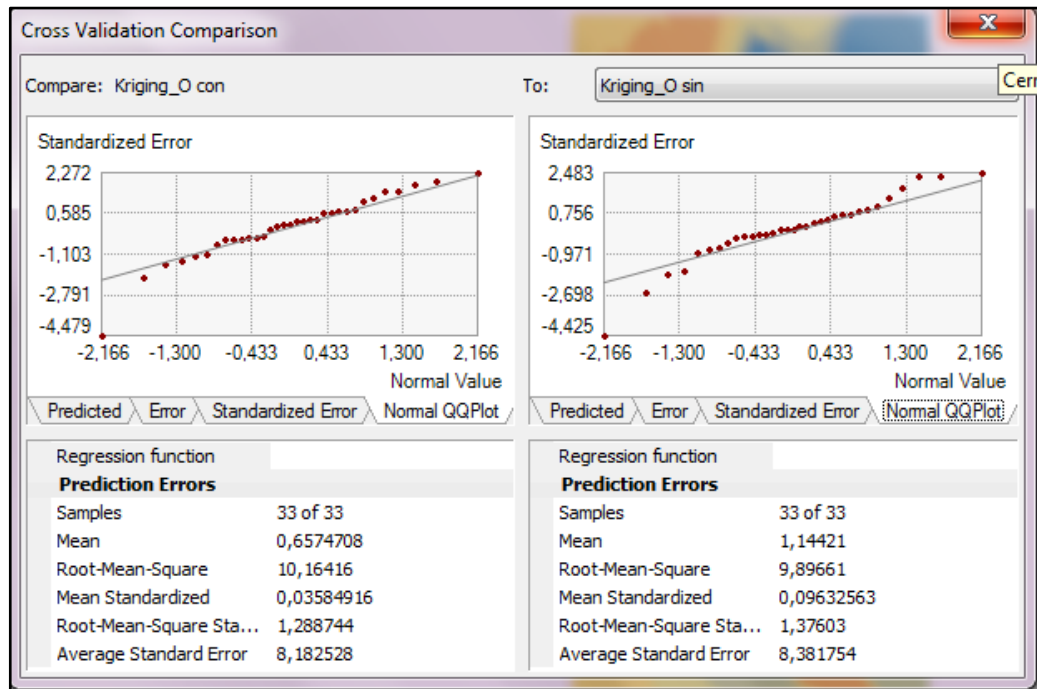 Cross Validation Comparison
X
Compare: Kriging_O con
To: Kriging_O sin
Cerr
Standardized Error
2,272
0,585
-1,103
-2,791
-4,479
-2,166 -1,300 -0,433 0,433 1,300 2,166
Normal Value
Predicted Error Standardized Error Normal QQPlot
Regression function
Prediction Errors
Samples 33 of 33
Mean 0,6574708
Root-Mean-Square 10,16416
Mean Standardized 0,03584916
Root-Mean-Square Sta... 1,288744
Average Standard Error 8,182528
Standardized Error
2,483
0,756
-0,971
-2,698
-4,425
-2,166 -1,300 -0,433 0,433 1,300 2,166
Normal Value
Predicted Error Standardized Error Normal QQPlot
Regression function
Prediction Errors
Samples 33 of 33
Mean 1,14421
Root-Mean-Square 9,89661
Mean Standardized 0,09632563
Root-Mean-Square Sta... 1,37603
Average Standard Error 8,381754